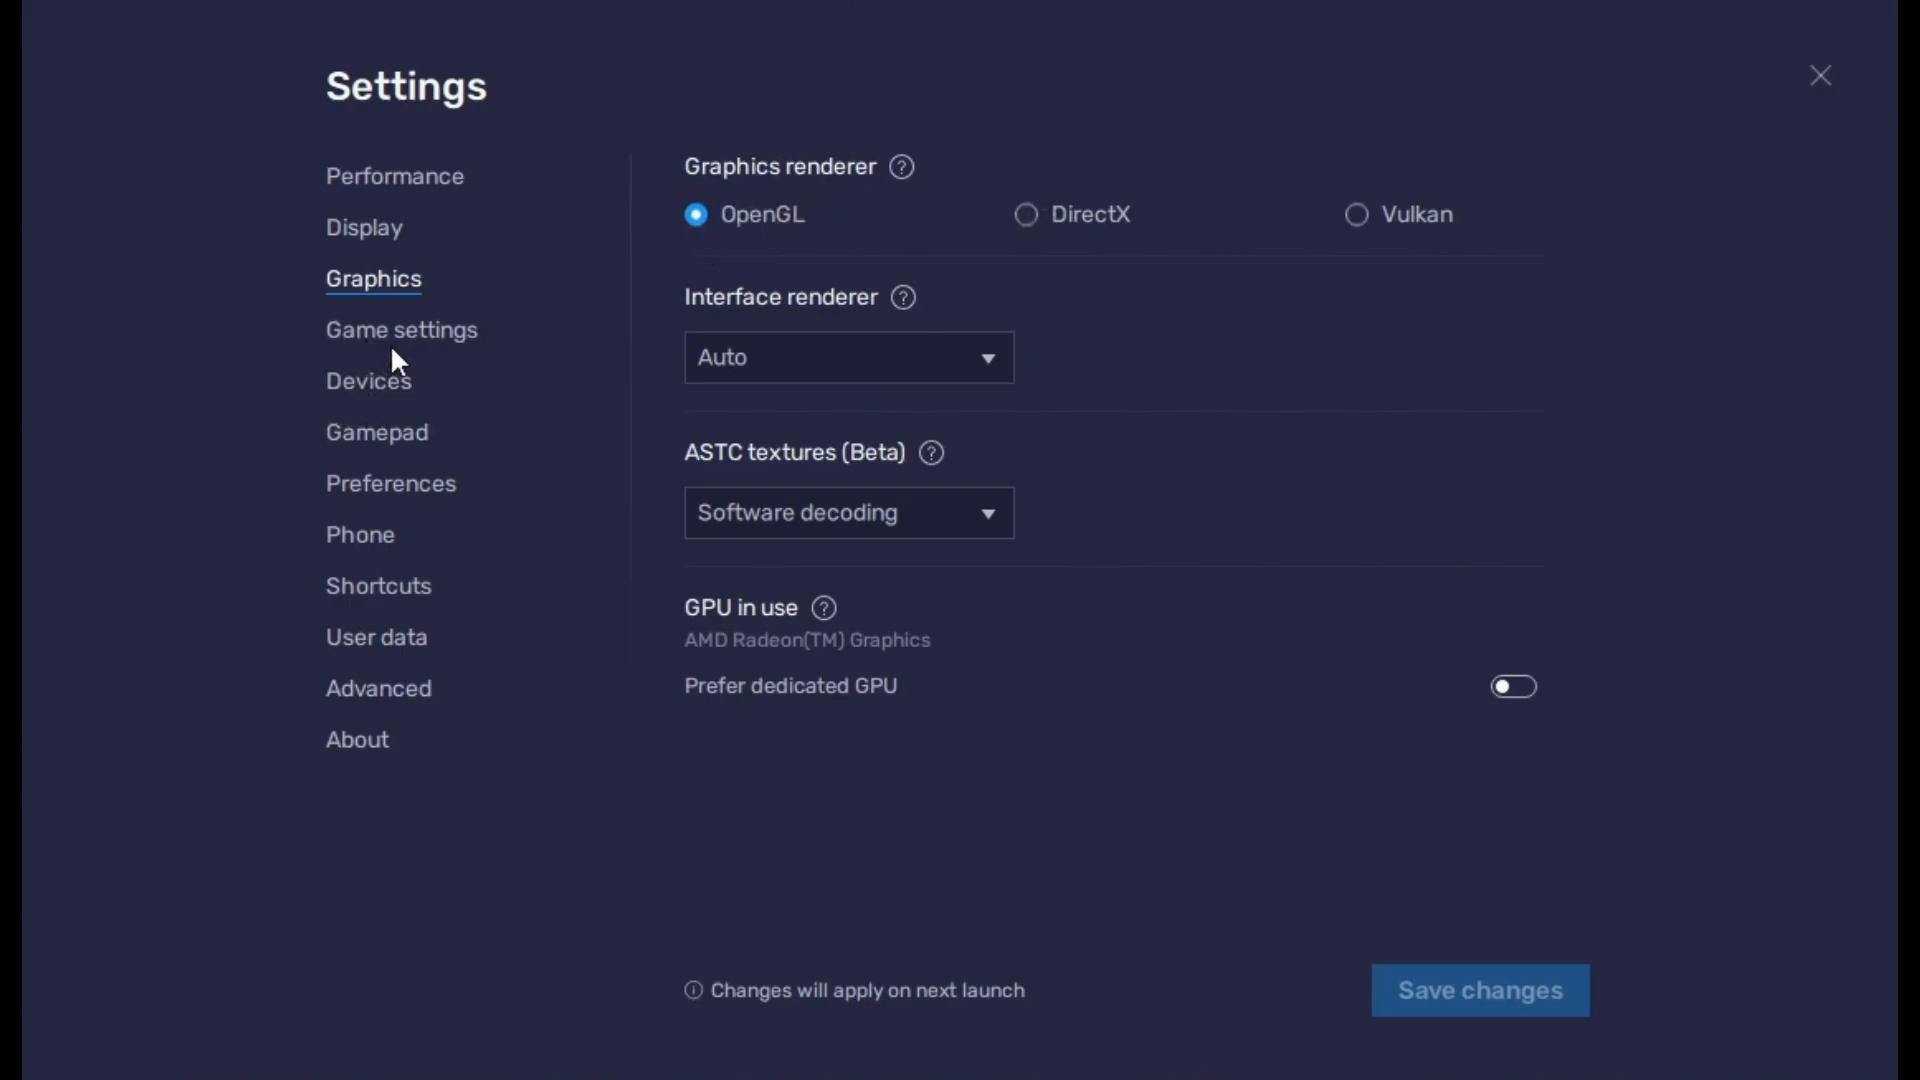 Settings
Performance
Display
Graphics
Game settings
Devices
Gamepad
Preferences
Phone
Shortcuts
User data
Advanced
About
Graphics renderer ?
OpenGL
DirectX
Vulkan
Interface renderer ?
Auto
ASTC textures (Beta) ?
Software decoding
GPU in use ?
AMD Radeon(TM) Graphics
Prefer dedicated GPU
Changes will apply on next launch
Save changes